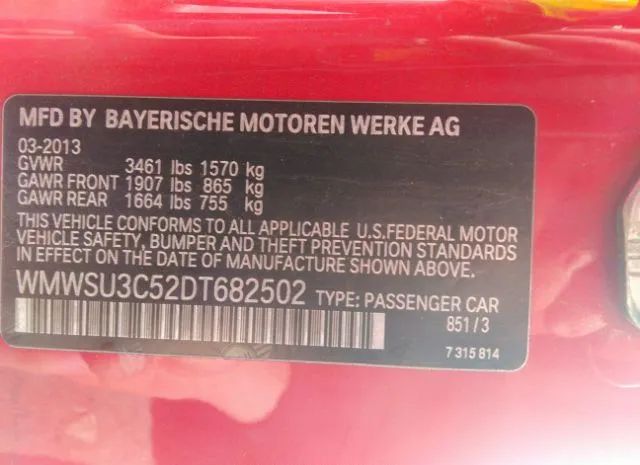 MFD BY BAYERISCHE MOTOREN WERKE AG
03-2013
GVWR 3461 lbs 1570 kg
GAWR FRONT 1907 lbs 865 kg
GAWR REAR 1664 lbs 755 kg
THIS VEHICLE CONFORMS TO ALL APPLICABLE U.S.FEDERAL MOTOR
VEHICLE SAFETY, BUMPER AND THEFT PREVENTION STANDARDS
IN EFFECT ON THE DATE OF MANUFACTURE SHOWN ABOVE.
WMWSU3C52DT682502 TYPE: PASSENGER CAR
851/3
7 315 814